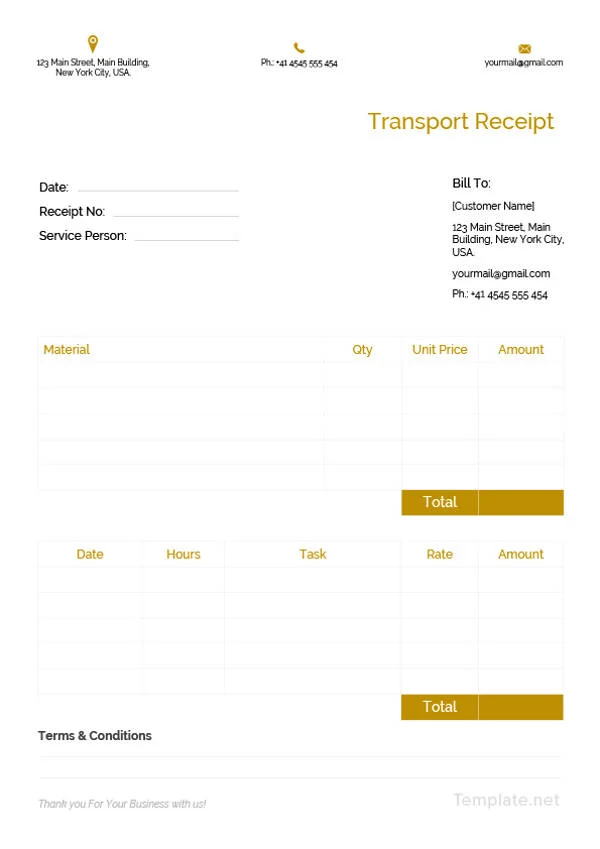 123 Main Street, Main Building,
New York City, USA.
Ph.: +41 4545 555 454
yourmail@gmail.com
Transport Receipt
Date:
Receipt No:
Service Person:
Bill To:
[Customer Name]
123 Main Street, Main
Building, New York City,
USA.
yourmail@gmail.com
Ph.: +41 4545 555 454
Material Qty Unit Price Amount
Total
Date Hours Task Rate Amount
Total
Terms & Conditions
Thank you For Your Business with us!
Template.net